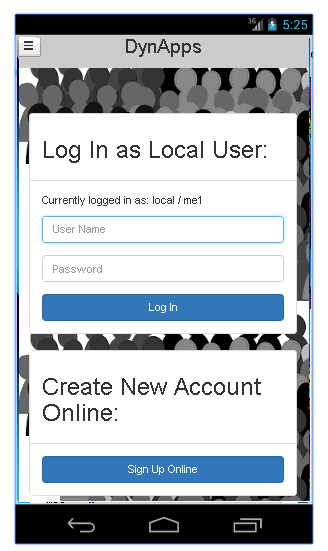 3G 5:25
DynApps
Log In as Local User:
Currently logged in as: local / me1
User Name
Password
Log In
Create New Account
Online:
Sign Up Online